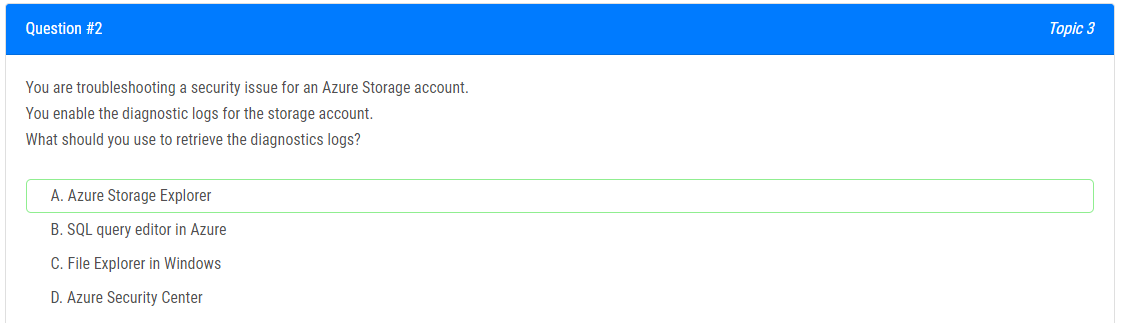 Question #2
Topic 3
You are troubleshooting a security issue for an Azure Storage account.
You enable the diagnostic logs for the storage account.
What should you use to retrieve the diagnostics logs?
A. Azure Storage Explorer
B. SQL query editor in Azure
C. File Explorer in Windows
D. Azure Security Center